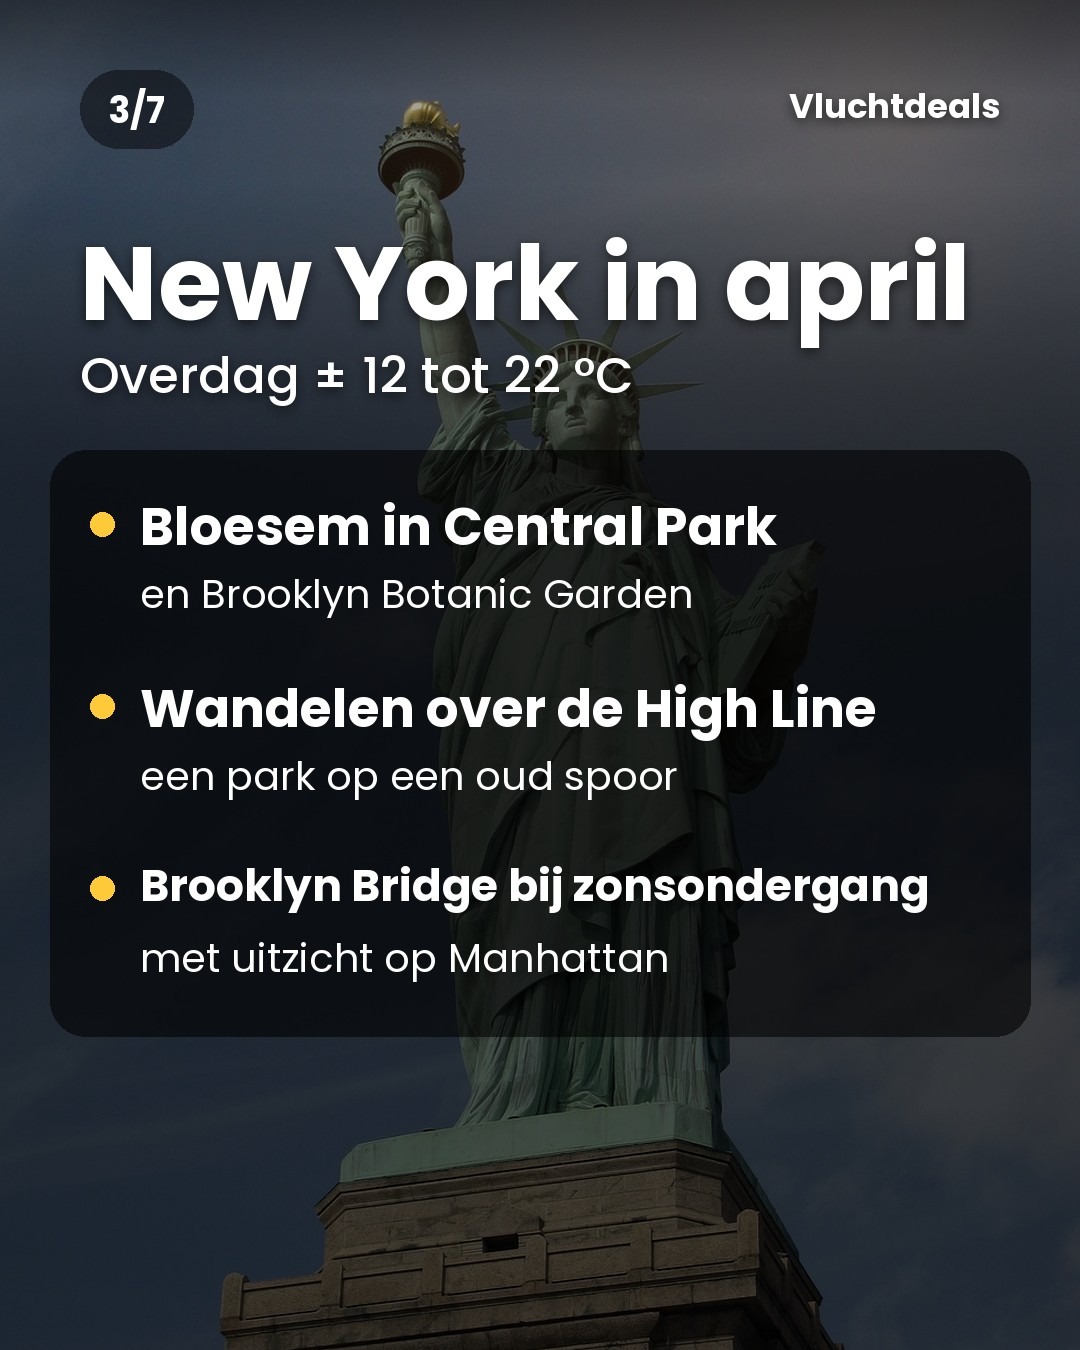 3/7
Vluchtdeals
New York in april
Overdag ± 12 tot 22 °C
Bloesem in Central Park
en Brooklyn Botanic Garden
Wandelen over de High Line
een park op een oud spoor
Brooklyn Bridge bij zonsondergang
met uitzicht op Manhattan